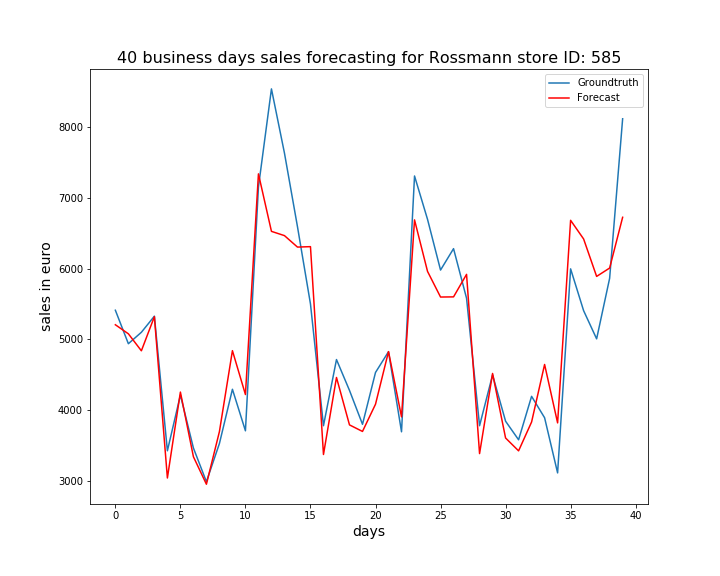 40 business days sales forecasting for Rossmann store ID: 585
Groundtruth
Forecast
sales in euro
8000
7000
6000
5000
4000
3000
0 5 10 15 20 25 30 35 40
days